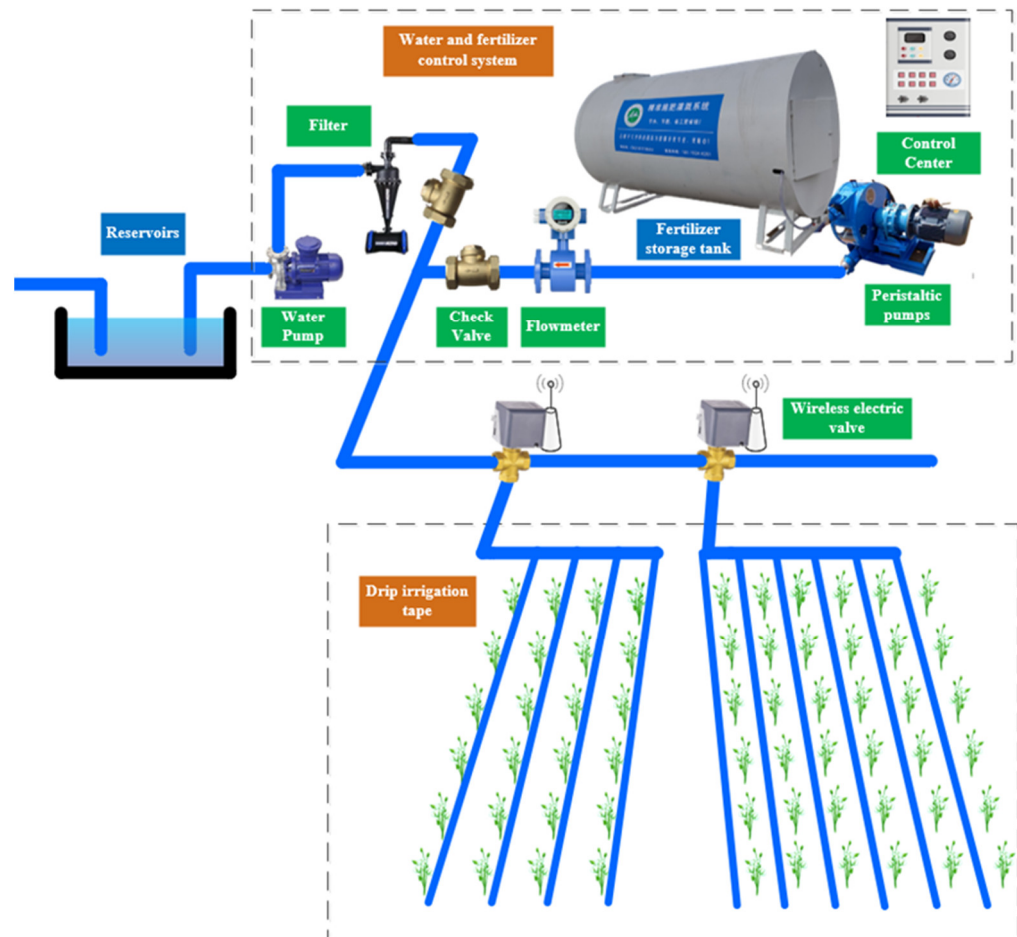 Water and fertilizer
control system
Filter
Control
Center
Reservoirs
Fertilizer
storage tank
Water
Pump
Check
Valve
Flowmeter
Peristaltic
pumps
Wireless electric
valve
Drip irrigation
tape